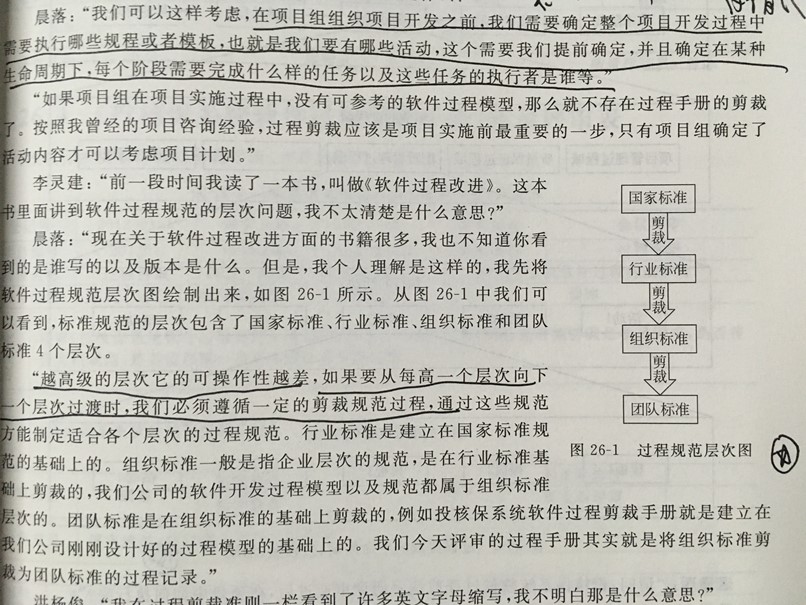 晨落：“我们可以这样考虑，在项目组组织项目开发之前，我们需要确定整个项目开发过程中
需要执行哪些规程或者模板，也就是我们要有哪些活动，这个需要我们提前确定，并且确定在某种
生命周期下，每个阶段需要完成什么样的任务以及这些任务的执行者是谁等。”
“如果项目组在项目实施过程中，没有可参考的软件过程模型，那么就不存在过程手册的剪裁
了。按照我曾经的项目咨询经验，过程剪裁应该是项目实施前最重要的一步，只有项目组确定了
活动内容才可以考虑项目计划。”
李灵建：“前一段时间我读了一本书，叫做《软件过程改进》。这本
书里面讲到软件过程规范的层次问题，我不太清楚是什么意思？”
晨落：“现在关于软件过程改进方面的书籍很多，我也不知道你看
到的是谁写的以及版本是什么。但是，我个人理解是这样的，我先将
软件过程规范层次图绘制出来，如图 26-1 所示。从图 26-1 中我们可
以看到，标准规范的层次包含了国家标准、行业标准、组织标准和团队
标准 4 个层次。
“越高级的层次它的可操作性越差，如果要从每高一个层次向下
一个层次过渡时，我们必须遵循一定的剪裁规范过程，通过这些规范
方能制定适合各个层次的过程规范。行业标准是建立在国家标准规
范的基础上的。组织标准一般是指企业层次的规范，是在行业标准基
础上剪裁的，我们公司的软件开发过程模型以及规范都属于组织标准
国家标准
剪裁
行业标准
剪裁
组织标准
剪裁
团队标准
图 26-1 过程规范层次图
层次的。团队标准是在组织标准的基础上剪裁的，例如投核保系统软件过程剪裁手册就是建立在
我们公司刚刚设计好的过程模型的基础上的。我们今天评审的过程手册其实就是将组织标准剪
裁为团队标准的过程记录。”
洪杨俊：“我在过程剪裁准则一栏看到了许多英文字母缩写，我不明白那是什么意思？”